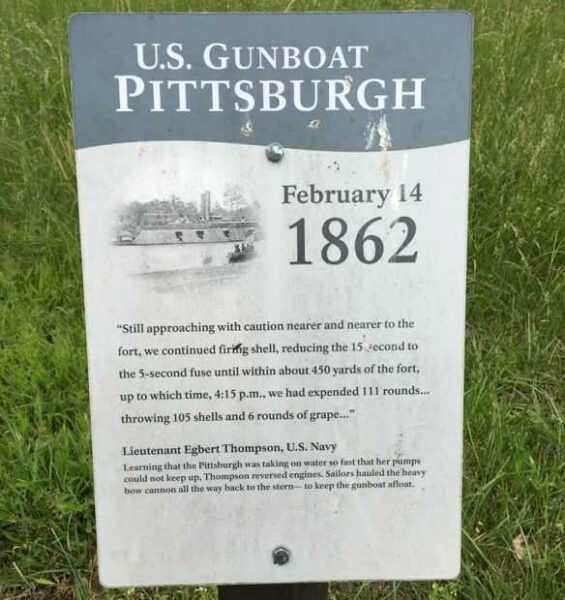 U.S. GUNBOAT
PITTSBURGH
February 14
1862
"Still approaching with caution nearer and nearer to the
fort, we continued firing shell, reducing the 15 second to
the 5-second fuse until within about 450 yards of the fort,
up to which time, 4:15 p.m., we had expended 111 rounds...
throwing 105 shells and 6 rounds of grape..."
Lieutenant Egbert Thompson, U.S. Navy
Learning that the Pittsburgh was taking on water so fast that her pumps
could not keep up, Thompson reversed engines. Sailors hauled the heavy
bow cannon all the way back to the stern— to keep the gunboat afloat.